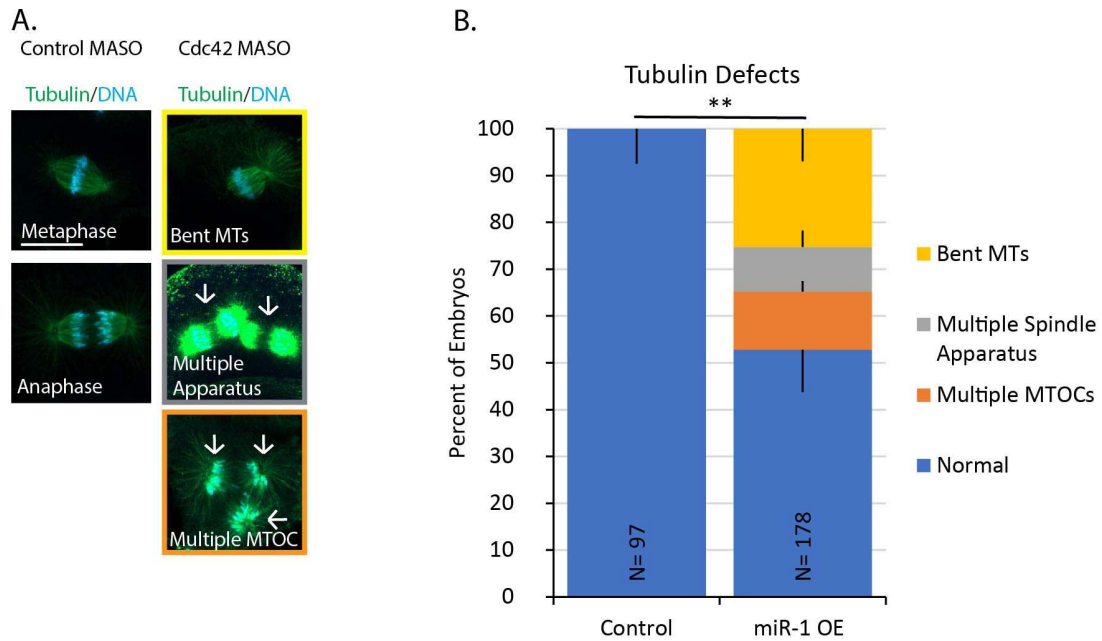 A.
Control MASO
Cdc42 MASO
Tubulin/DNA
Tubulin/DNA
Metaphase
Bent MTs
Anaphase
Multiple
Apparatus
Multiple MTOC
B.
Tubulin Defects
**
Percent of Embryos
100
90
80
70
60
50
40
30
20
10
0
N= 97
N= 178
Control
miR-1 OE
Bent MTs
Multiple Spindle
Apparatus
Multiple MTOCs
Normal